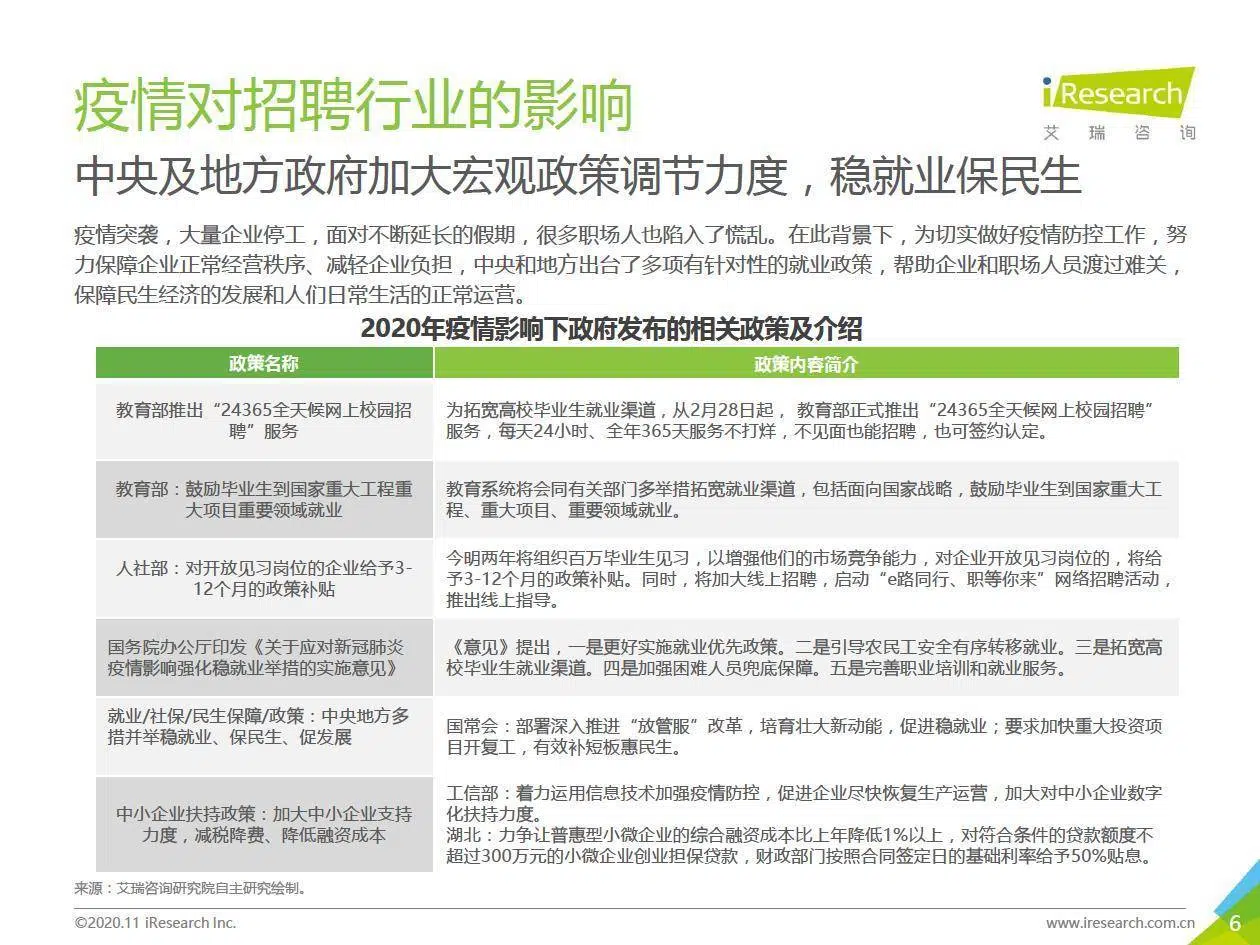 疫情对招聘行业的影响
iResearch
艾瑞咨询
中央及地方政府加大宏观政策调节力度，稳就业保民生
疫情突袭，大量企业停工，面对不断延长的假期，很多职场人也陷入了慌乱。在此背景下，为切实做好疫情防控工作，努
力保障企业正常经营秩序、减轻企业负担，中央和地方出台了多项有针对性的就业政策，帮助企业和职场人员渡过难关，
保障民生经济的发展和人们日常生活的正常运营。
2020年疫情影响下政府发布的相关政策及介绍
政策名称
政策内容简介
教育部推出“24365全天候网上校园招
聘”服务
为拓宽高校毕业生就业渠道，从2月28日起， 教育部正式推出“24365全天候网上校园招聘”
服务，每天24小时、全年365天服务不打烊，不见面也能招聘，也可签约认定。
教育部：鼓励毕业生到国家重大工程重
大项目重要领域就业
教育系统将会同有关部门多举措拓宽就业渠道，包括面向国家战略，鼓励毕业生到国家重大工
程、重大项目、重要领域就业。
人社部：对开放见习岗位的企业给予3-
12个月的政策补贴
今明两年将组织百万毕业生见习，以增强他们的市场竞争能力，对企业开放见习岗位的，将给
予3-12个月的政策补贴。同时，将加大线上招聘，启动“e路同行、职等你来”网络招聘活动，
推出线上指导。
国务院办公厅印发《关于应对新冠肺炎
疫情影响强化稳就业举措的实施意见》
《意见》提出，一是更好实施就业优先政策。二是引导农民工安全有序转移就业。三是拓宽高
校毕业生就业渠道。四是加强困难人员兜底保障。五是完善职业培训和就业服务。
就业/社保/民生保障/政策：中央地方多
措并举稳就业、保民生、促发展
国常会：部署深入推进“放管服”改革，培育壮大新动能，促进稳就业；要求加快重大投资项
目开复工，有效补短板惠民生。
中小企业扶持政策：加大中小企业支持
力度，减税降费、降低融资成本
工信部：着力运用信息技术加强疫情防控，促进企业尽快恢复生产运营，加大对中小企业数字
化扶持力度。
湖北：力争让普惠型小微企业的综合融资成本比上年降低1%以上，对符合条件的贷款额度不
超过300万元的小微企业创业担保贷款，财政部门按照合同签定日的基础利率给予50%贴息。
来源：艾瑞咨询研究院自主研究绘制。
©2020.11 iResearch Inc.
www.iresearch.com.cn
6